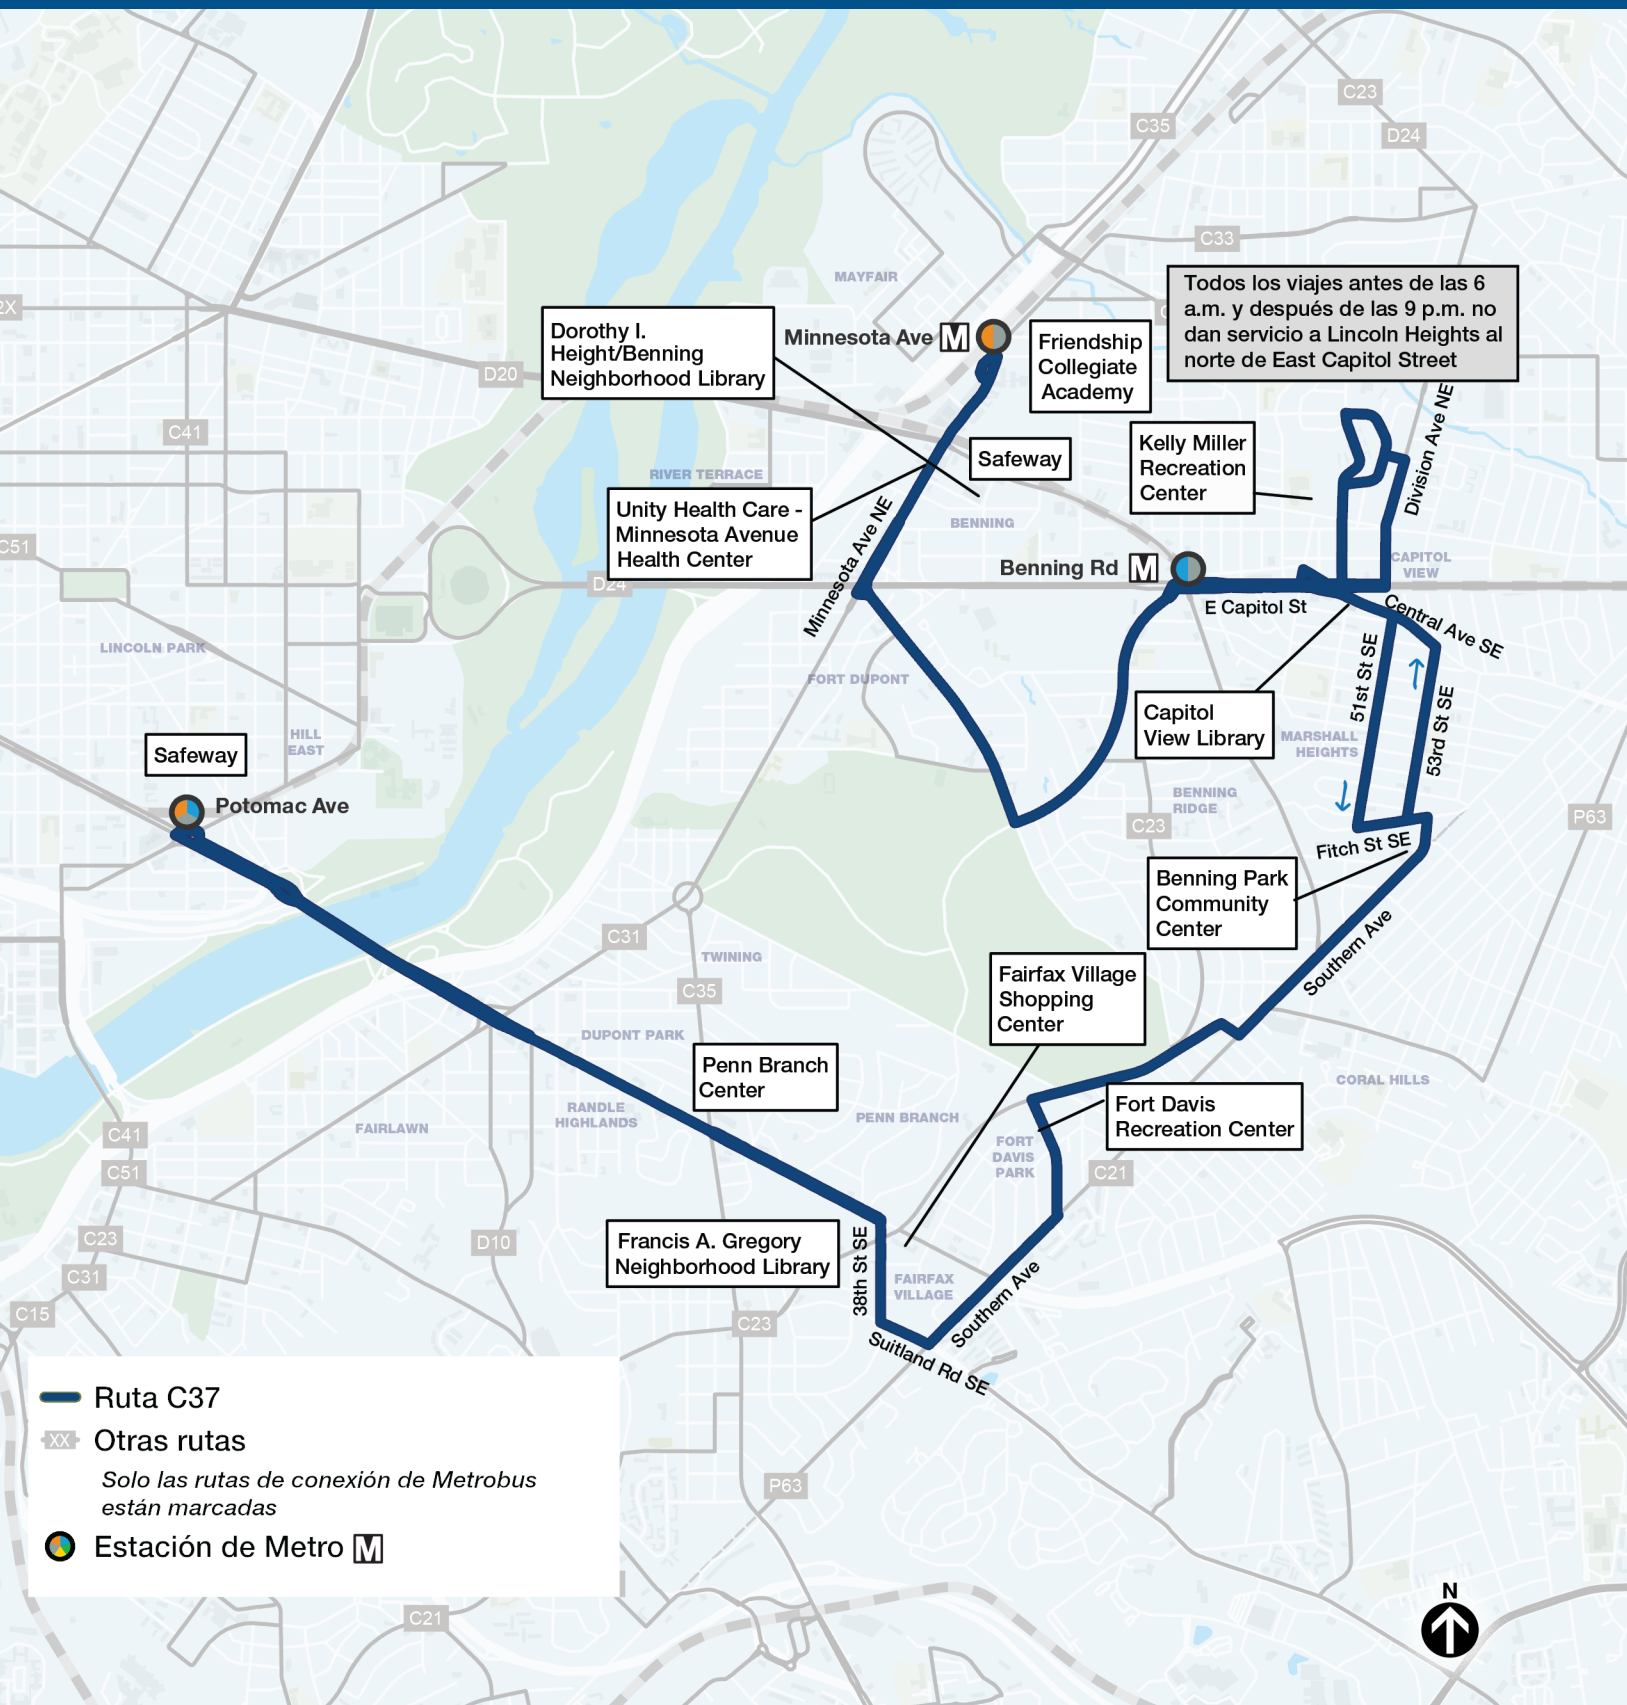 C23
C35
D24
C33
MAYFAIR
Todos los viajes antes de las 6
a.m. y después de las 9 p.m. no
dan servicio a Lincoln Heights al
norte de East Capitol Street
2X
Dorothy I.
Height/Benning
Neighborhood Library
Minnesota Ave M
Friendship
Collegiate
Academy
D20
Division Ave NE
C41
Kelly Miller
Recreation
Center
Safeway
RIVER TERRACE
Unity Health Care -
Minnesota Avenue
Health Center
Minnesota Ave NE
BENNING
C51
Benning Rd M
CAPITOL
VIEW
D24
E Capitol St
Central Ave SE
LINCOLN PARK
FORT DUPONT
51st St SE
53rd St SE
Capitol
View Library
MARSHALL
HEIGHTS
HILL
EAST
Safeway
Potomac Ave
BENNING
RIDGE
C23
P63
Fitch St SE
Benning Park
Community
Center
C31
TWINING
Southern Ave
Fairfax Village
Shopping
Center
C35
DUPONT PARK
Penn Branch
Center
CORAL HILLS
RANDLE
HIGHLANDS
PENN BRANCH
Fort Davis
Recreation Center
FAIRLAWN
C41
FORT
DAVIS
PARK
C51
C21
C23
D10
Francis A. Gregory
Neighborhood Library
38th St SE
C31
FAIRFAX
VILLAGE
Southern Ave
C15
C23
Suitland Rd SE
Ruta C37
XX Otras rutas
Solo las rutas de conexión de Metrobus
están marcadas
Estación de Metro M
P63
C21
N